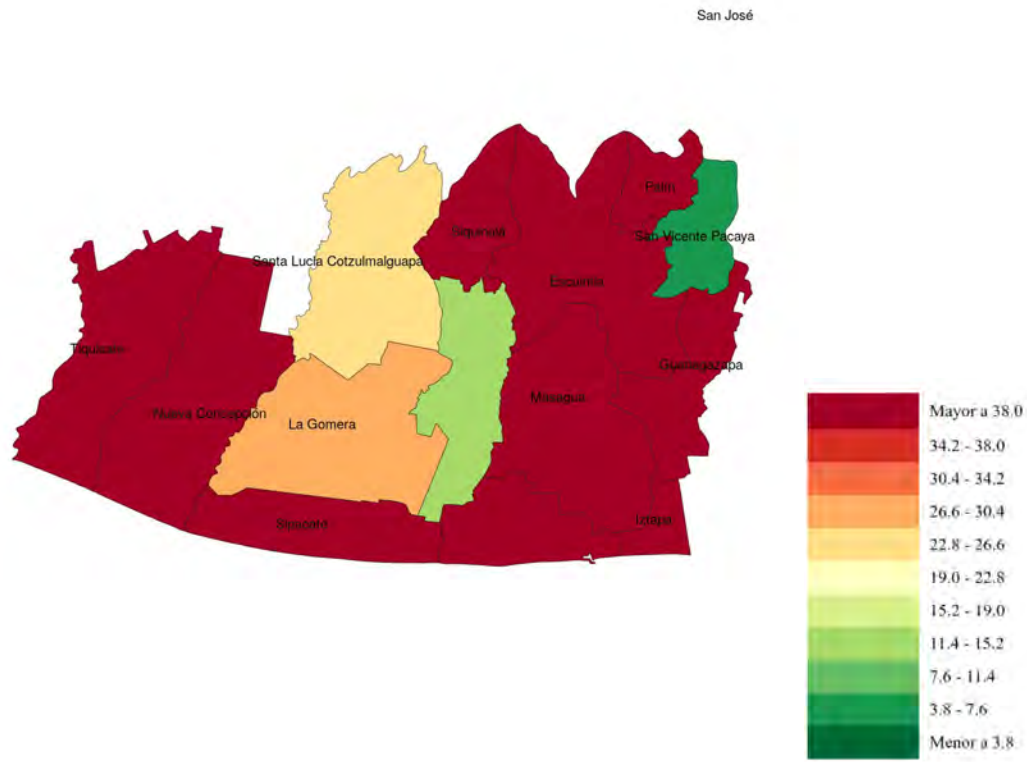 San José
Palín
Siquinalá
San Vicente Pacaya
Santa Lucía Cotzulmalguapa
Escuintla
Tiquisate
Guanagazapa
Masagua
Nueva Concepción
La Gomera
Sipacate
Iztapa
Mayor a 38.0
34.2 - 38.0
30.4 - 34.2
26.6 - 30.4
22.8 - 26.6
19.0 - 22.8
15.2 - 19.0
11.4 - 15.2
7.6 - 11.4
3.8 - 7.6
Menor a 3.8